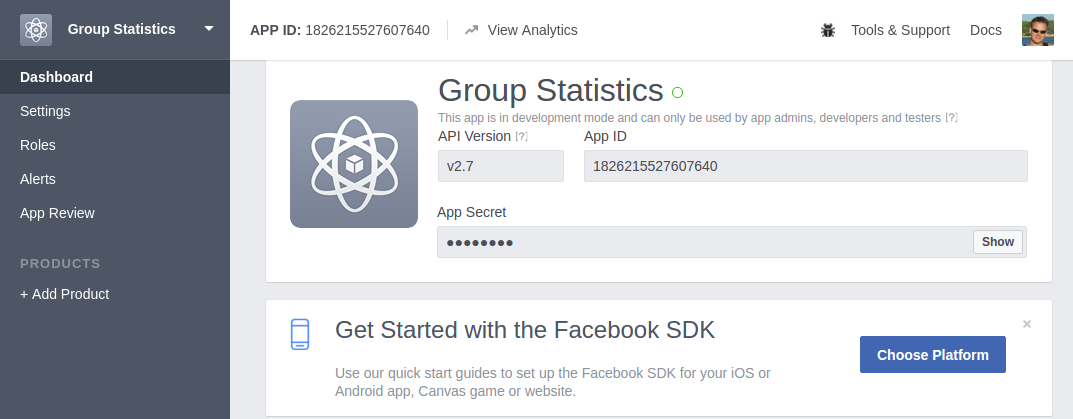 Group Statistics
APP ID: 1826215527607640
View Analytics
Tools & Support
Docs
Dashboard
Settings
Roles
Alerts
App Review
PRODUCTS
+ Add Product
Group Statistics
This app is in development mode and can only be used by app admins, developers and testers [?]
API Version [?]
App ID
v2.7
1826215527607640
App Secret
●●●●●●●●
Show
Get Started with the Facebook SDK
Use our quick start guides to set up the Facebook SDK for your iOS or
Android app, Canvas game or website.
Choose Platform
×